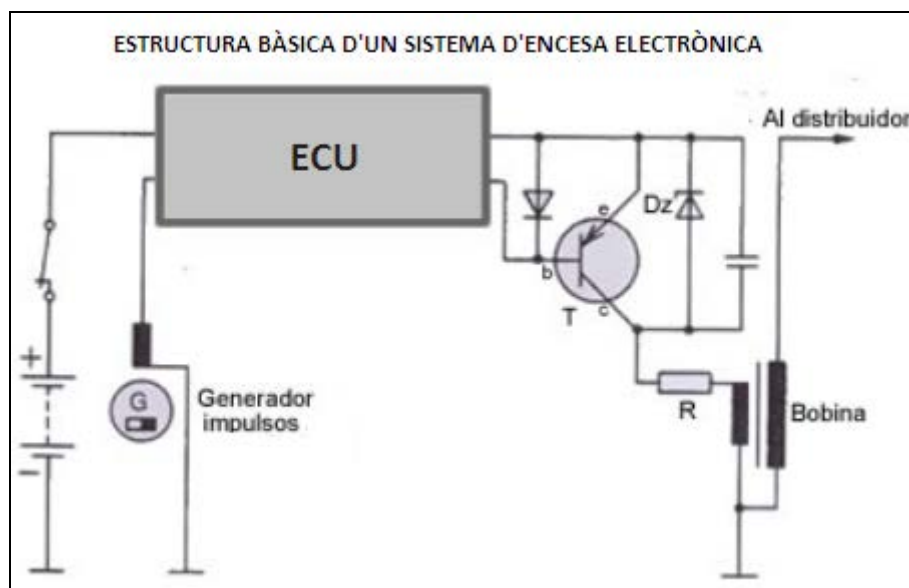 ESTRUCTURA BÀSICA D'UN SISTEMA D'ENCESA ELECTRÒNICA
Al distribuidor
ECU
e
Dz
b
c
T
+
G
Generador
impulsos
R
Bobina
–